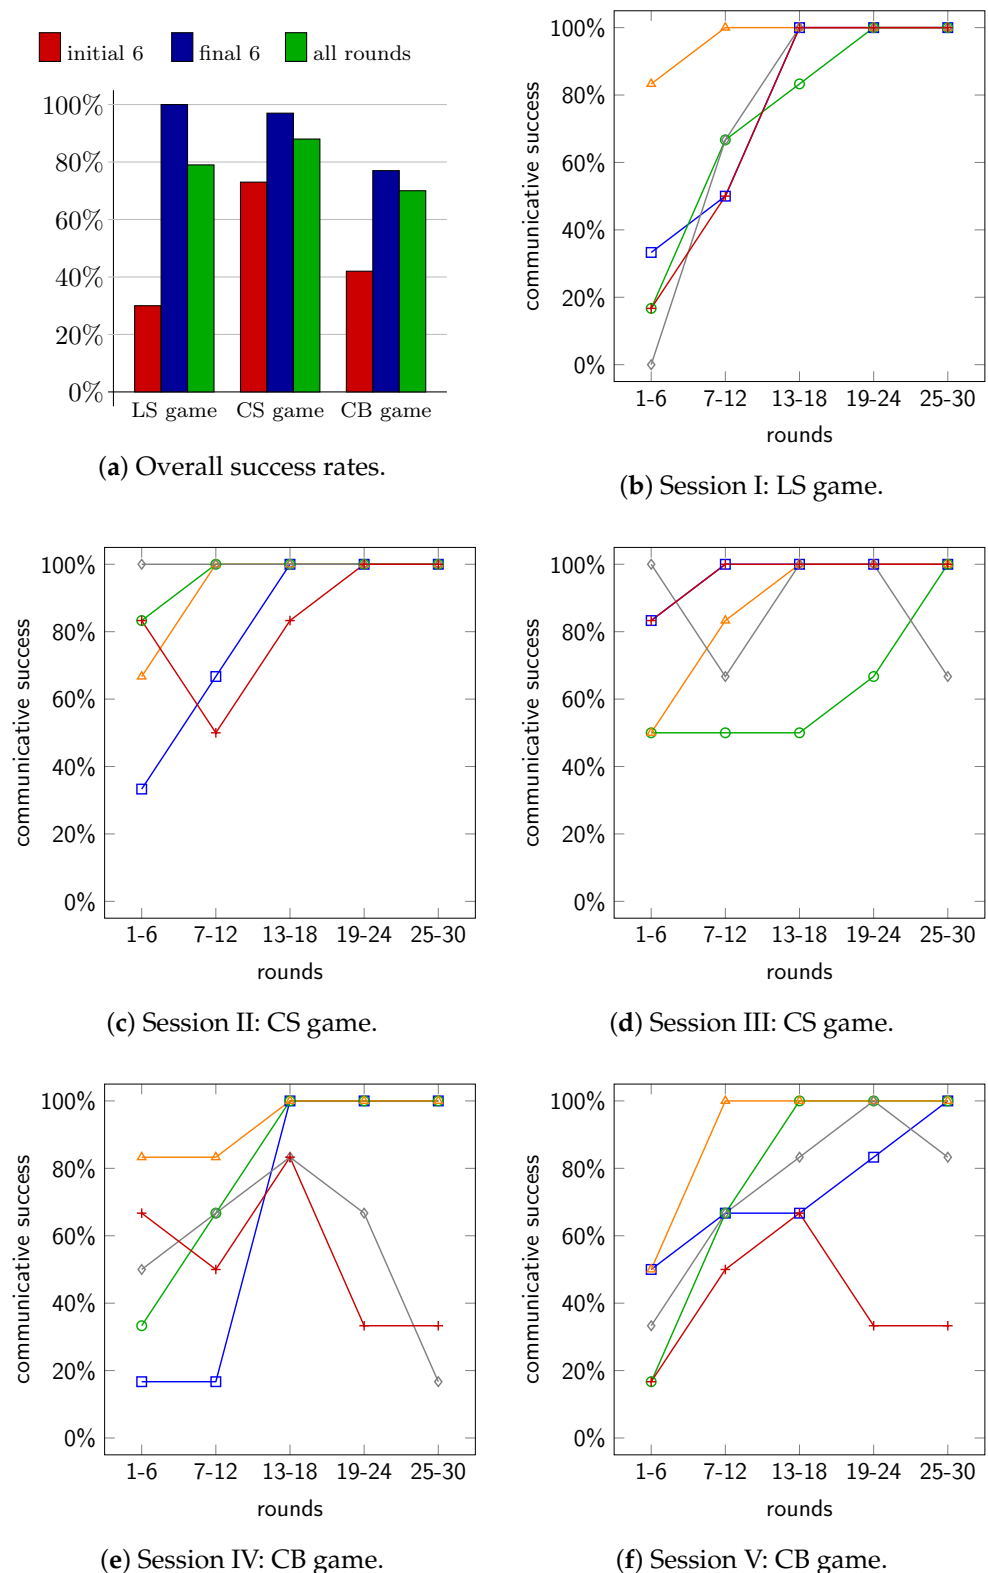 initial 6 final 6 all rounds
100%
80%
60%
40%
20%
0%
LS game CS game CB game
(a) Overall success rates.
communicative success
100%
80%
60%
40%
20%
0%
1-6 7-12 13-18 19-24 25-30
rounds
(b) Session I: LS game.
communicative success
100%
80%
60%
40%
20%
0%
1-6 7-12 13-18 19-24 25-30
rounds
(c) Session II: CS game.
communicative success
100%
80%
60%
40%
20%
0%
1-6 7-12 13-18 19-24 25-30
rounds
(d) Session III: CS game.
communicative success
100%
80%
60%
40%
20%
0%
1-6 7-12 13-18 19-24 25-30
rounds
(e) Session IV: CB game.
communicative success
100%
80%
60%
40%
20%
0%
1-6 7-12 13-18 19-24 25-30
rounds
(f) Session V: CB game.